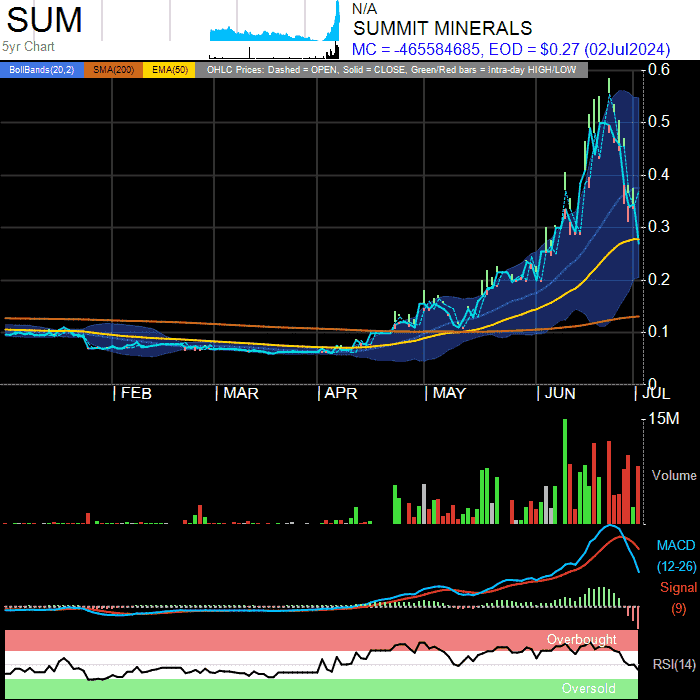 SUM
N/A
SUMMIT MINERALS
5yr Chart
MC = -465584685, EOD = $0.27 (02Jul2024)
BollBands(20,2) SMA(200) EMA(50) OHLC Prices: Dashed = OPEN, Solid = CLOSE, Green/Red bars = Intra-day HIGH/LOW
0.6
0.5
0.4
0.3
0.2
0.1
0
FEB MAR APR MAY JUN JUL
15M
Volume
MACD
(12-26)
Signal
(9)
Overbought
RSI(14)
Oversold